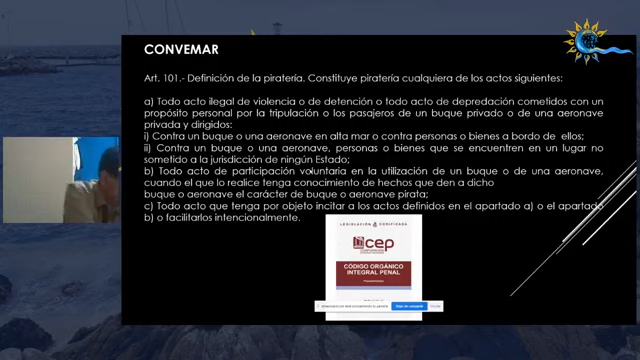 CONVEMAR
Art. 101.- Definición de la piratería. Constituye piratería cualquiera de los actos siguientes:
a) Todo acto ilegal de violencia o de detención o todo acto de depredación cometidos con un
propósito personal por la tripulación o los pasajeros de un buque privado o de una aeronave
privada y dirigidos:
i) Contra un buque o una aeronave en alta mar o contra personas o bienes a bordo de ellos;
ii) Contra un buque o una aeronave, personas o bienes que se encuentren en un lugar no
sometido a la jurisdicción de ningún Estado;
b) Todo acto de participación voluntaria en la utilización de un buque o de una aeronave,
cuando el que lo realice tenga conocimiento de hechos que den a dicho
buque o aeronave el carácter de buque o aeronave pirata;
c) Todo acto que tenga por objeto incitar a los actos definidos en el apartado a) o el apartado
b) o facilitarlos intencionalmente.
LEGISLACIÓN CODIFICADA
cep
CÓDIGO ORGÁNICO
INTEGRAL PENAL